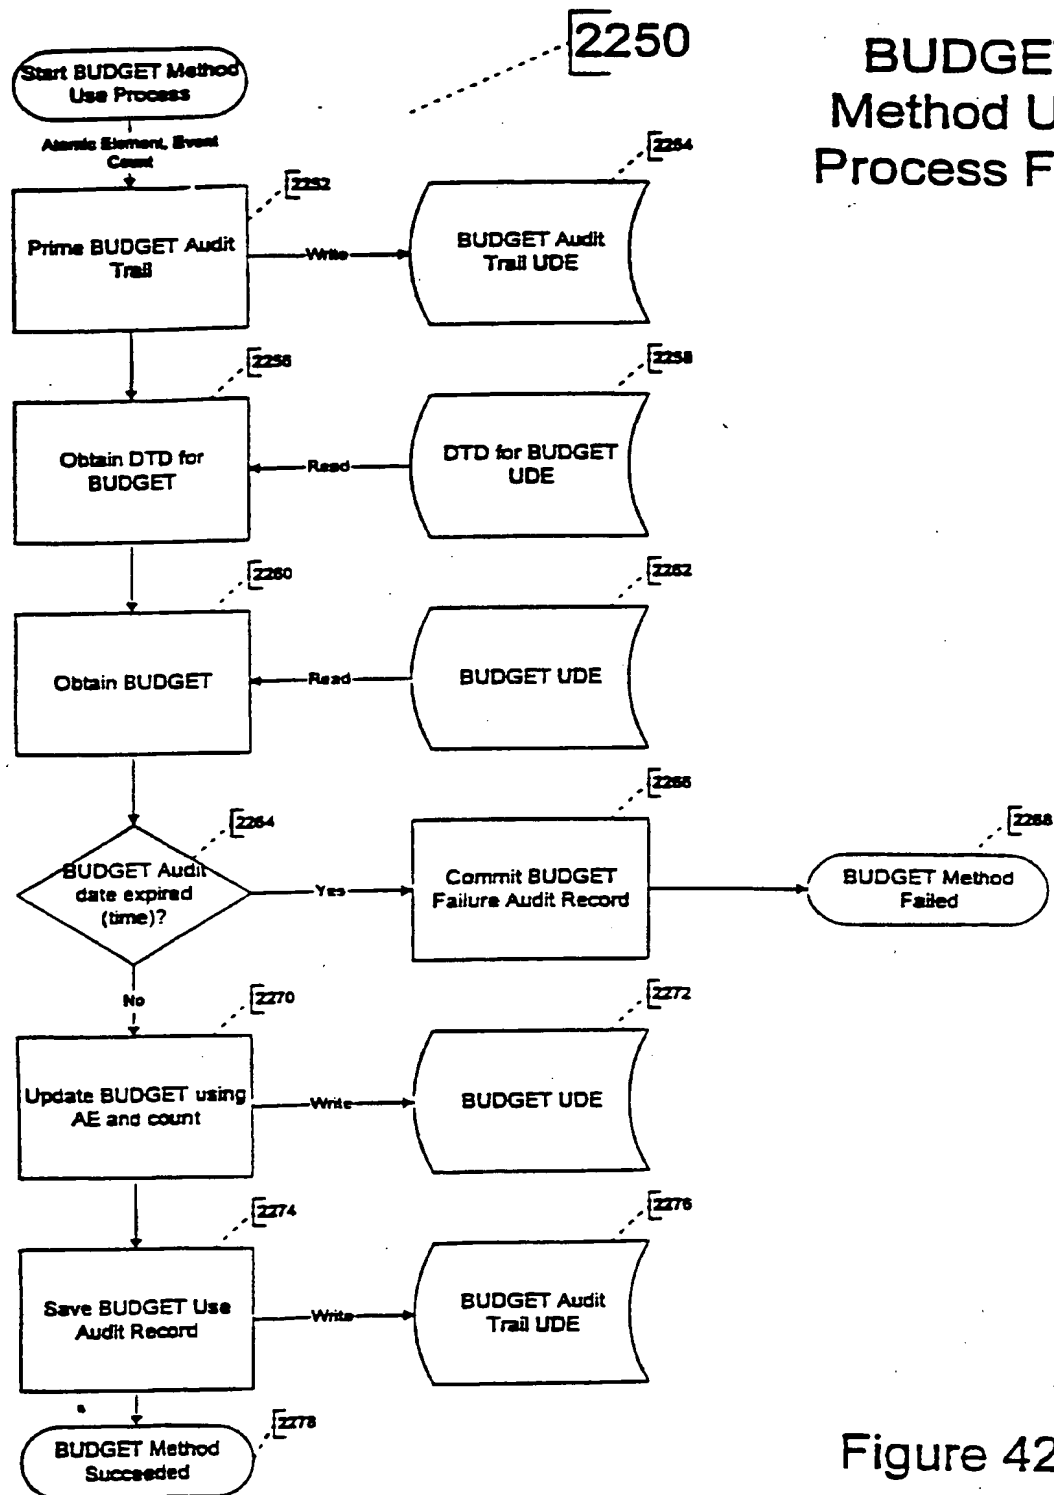 2250
BUDGE
Method U
Process F
Start BUDGET Method
Use Process
Atomic Element, Event
Count
2252
2254
Prime BUDGET Audit
Trail
Write
BUDGET Audit
Trail UDE
2256
2258
Obtain DTD for
BUDGET
Read
DTD for BUDGET
UDE
2260
2262
Obtain BUDGET
Read
BUDGET UDE
2264
2266
2268
BUDGET Audit
date expired
(time)?
Yes
Commit BUDGET
Failure Audit Record
BUDGET Method
Failed
No
2270
2272
Update BUDGET using
AE and count
Write
BUDGET UDE
2274
2276
Save BUDGET Use
Audit Record
Write
BUDGET Audit
Trail UDE
2278
BUDGET Method
Succeeded
Figure 42